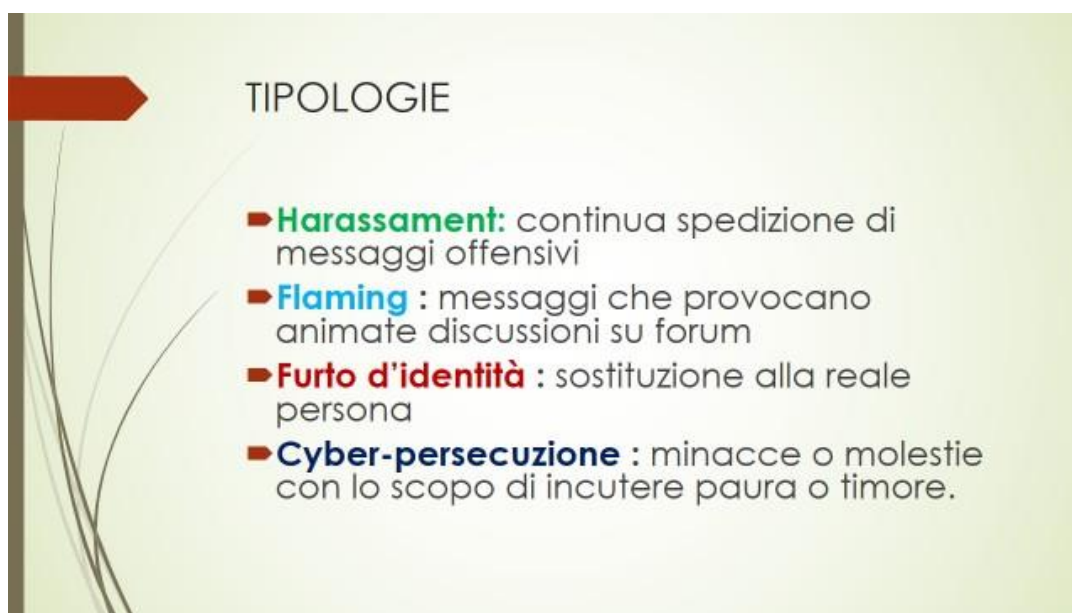 TIPOLOGIE
Harassament: continua spedizione di
messaggi offensivi
Flaming : messaggi che provocano
animate discussioni su forum
Furto d’identità : sostituzione alla reale
persona
Cyber-persecuzione : minacce o molestie
con lo scopo di incutere paura o timore.